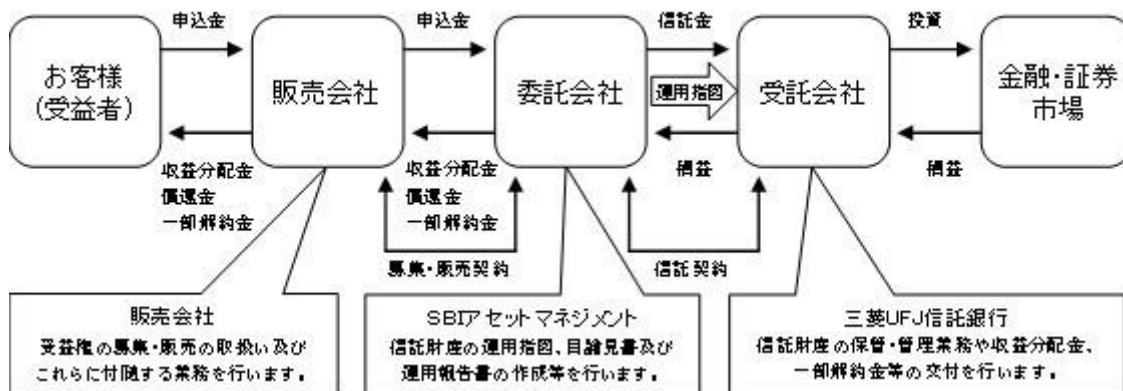 申込金
申込金
信託金
投資
お客様
(受益者)
販売会社
委託会社
運用指図
受託会社
金融・証券
市場
収益分配金
償還金
一部解約金
収益分配金
償還金
一部解約金
損益
損益
募集・販売契約
信託契約
販売会社
受益権の募集・販売の取扱い及び
これらに付随する業務を行います。
SBIアセットマネジメント
信託財産の運用指図、目論見書及び
運用報告書の作成等を行います。
三菱UFJ信託銀行
信託財産の保管・管理業務や収益分配金、
一部解約金等の交付を行います。